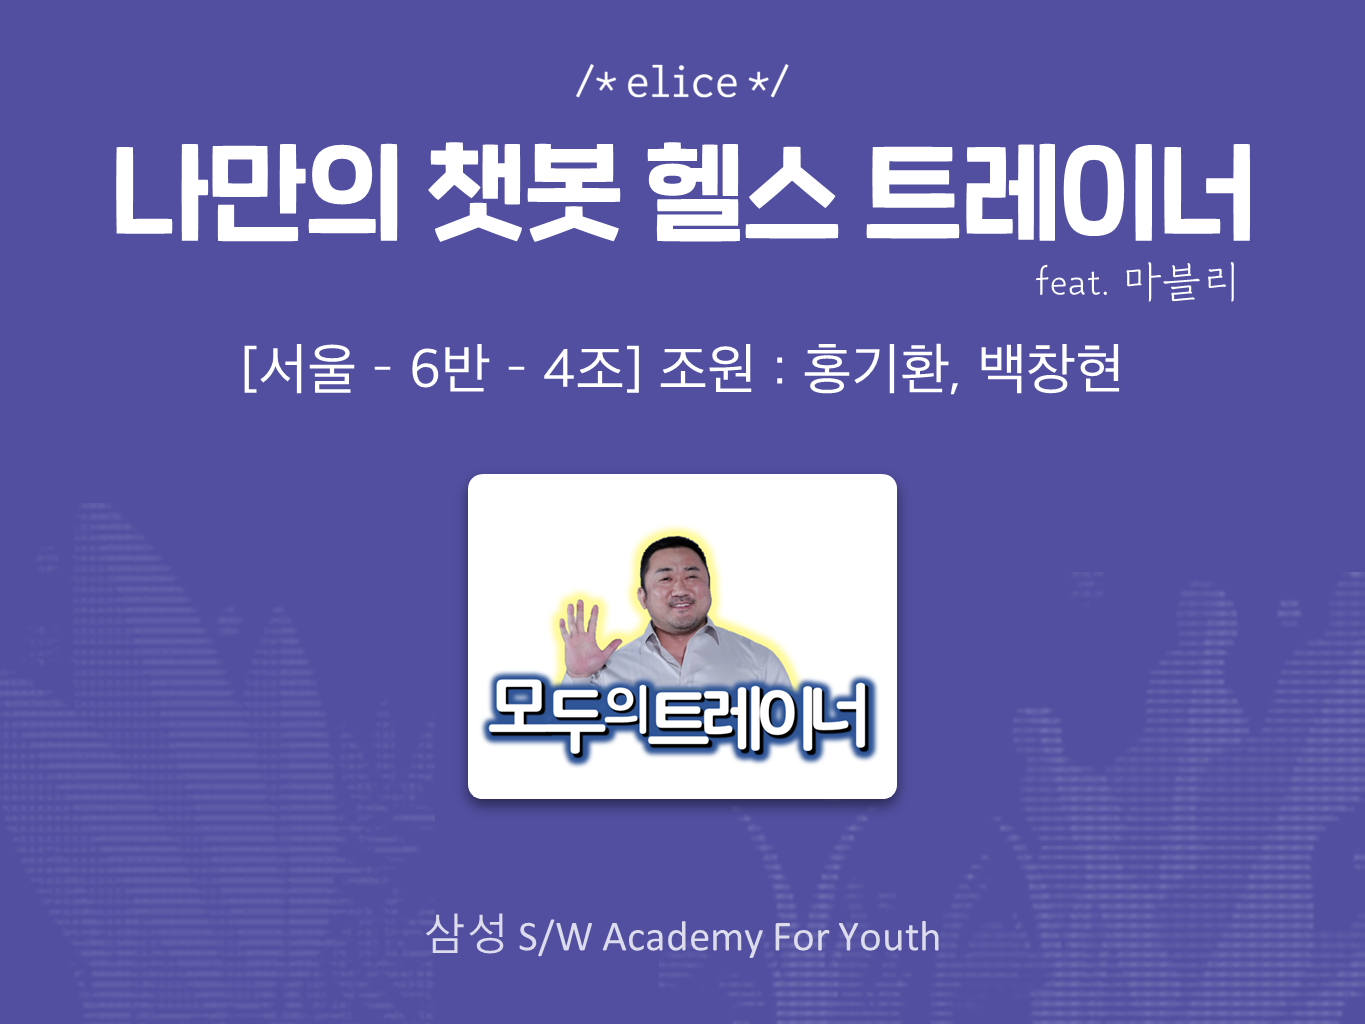 /* elice */
나만의 챗봇 헬스 트레이너
feat. 마블리
[서울 - 6반 - 4조] 조원 : 홍기환, 백창현
모두의트레이너
삼성 S/W Academy For Youth